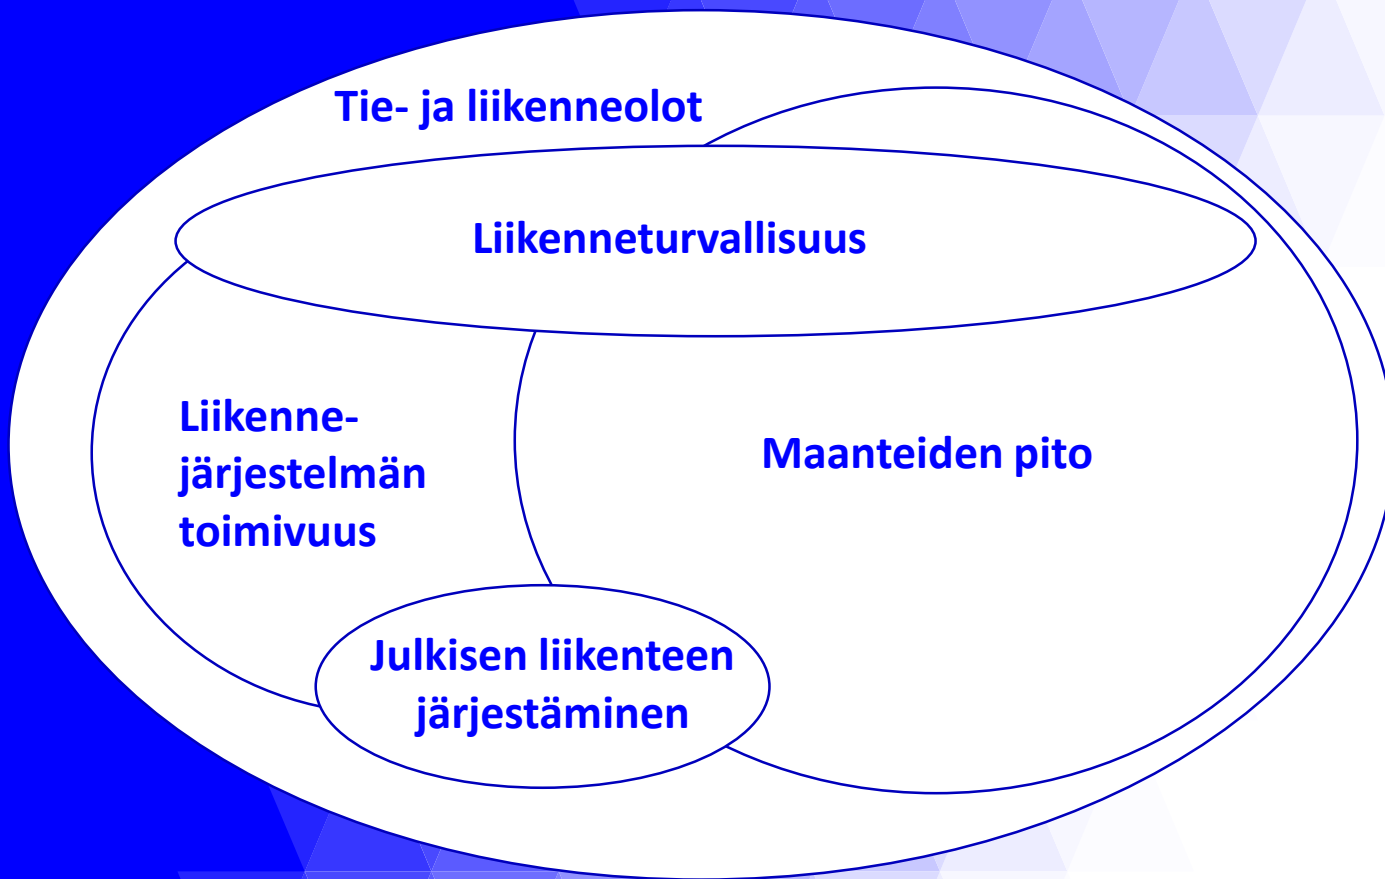 Tie- ja liikenneolot
Liikenneturvallisuus
Liikenne-
järjestelmän
toimivuus
Maanteiden pito
Julkisen liikenteen
järjestäminen